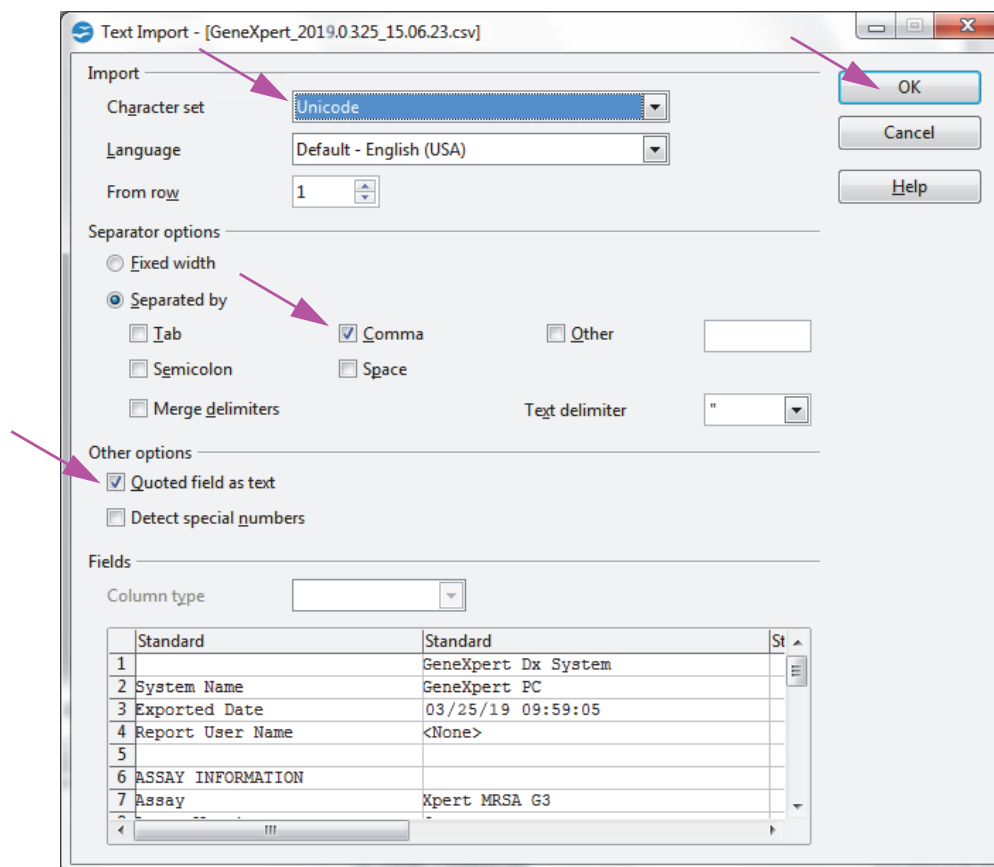 Text Import - [GeneXpert_2019.0325_15.06.23.csv]
Import
OK
Character set
Unicode
Cancel
Language
Default - English (USA)
From row
1
Help
Separator options
Fixed width
Separated by
Tab
Comma
Other
Semicolon
Space
Merge delimiters
Text delimiter
"
Other options
Quoted field as text
Detect special numbers
Fields
Column type
Standard Standard St
1 GeneXpert Dx System
2 System Name GeneXpert PC
3 Exported Date 03/25/19 09:59:05
4 Report User Name <None>
5
6 ASSAY INFORMATION
7 Assay Xpert MRSA G3